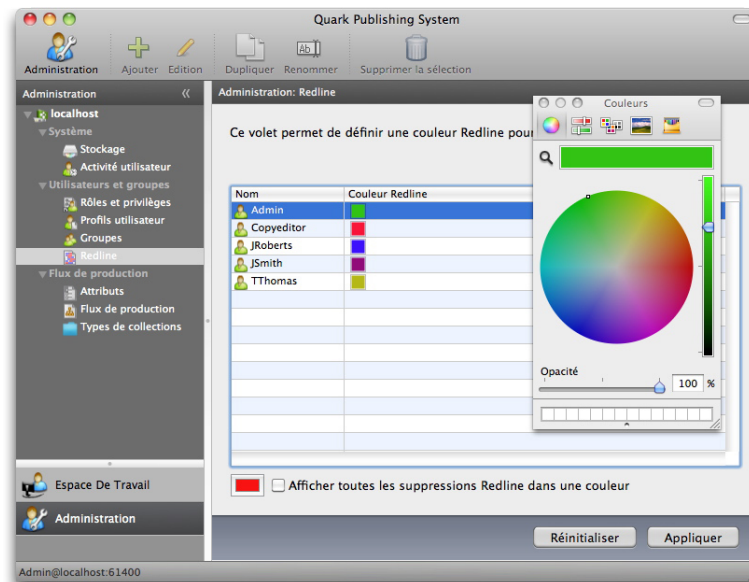 Quark Publishing System
Administration Ajouter Edition Dupliquer Renommer Supprimer la sélection
Administration
Administration: Redline
localhost
Système
Stockage
Activité utilisateur
Utilisateurs et groupes
Rôles et privilèges
Profils utilisateur
Groupes
Redline
Flux de production
Attributs
Flux de production
Types de collections
Espace De Travail
Administration
Ce volet permet de définir une couleur Redline pour
Nom Couleur Redline
Admin
Copyeditor
JRoberts
JSmith
TThomas
Couleurs
Opacité
100 %
Afficher toutes les suppressions Redline dans une couleur
Réinitialiser Appliquer
Admin@localhost:61400